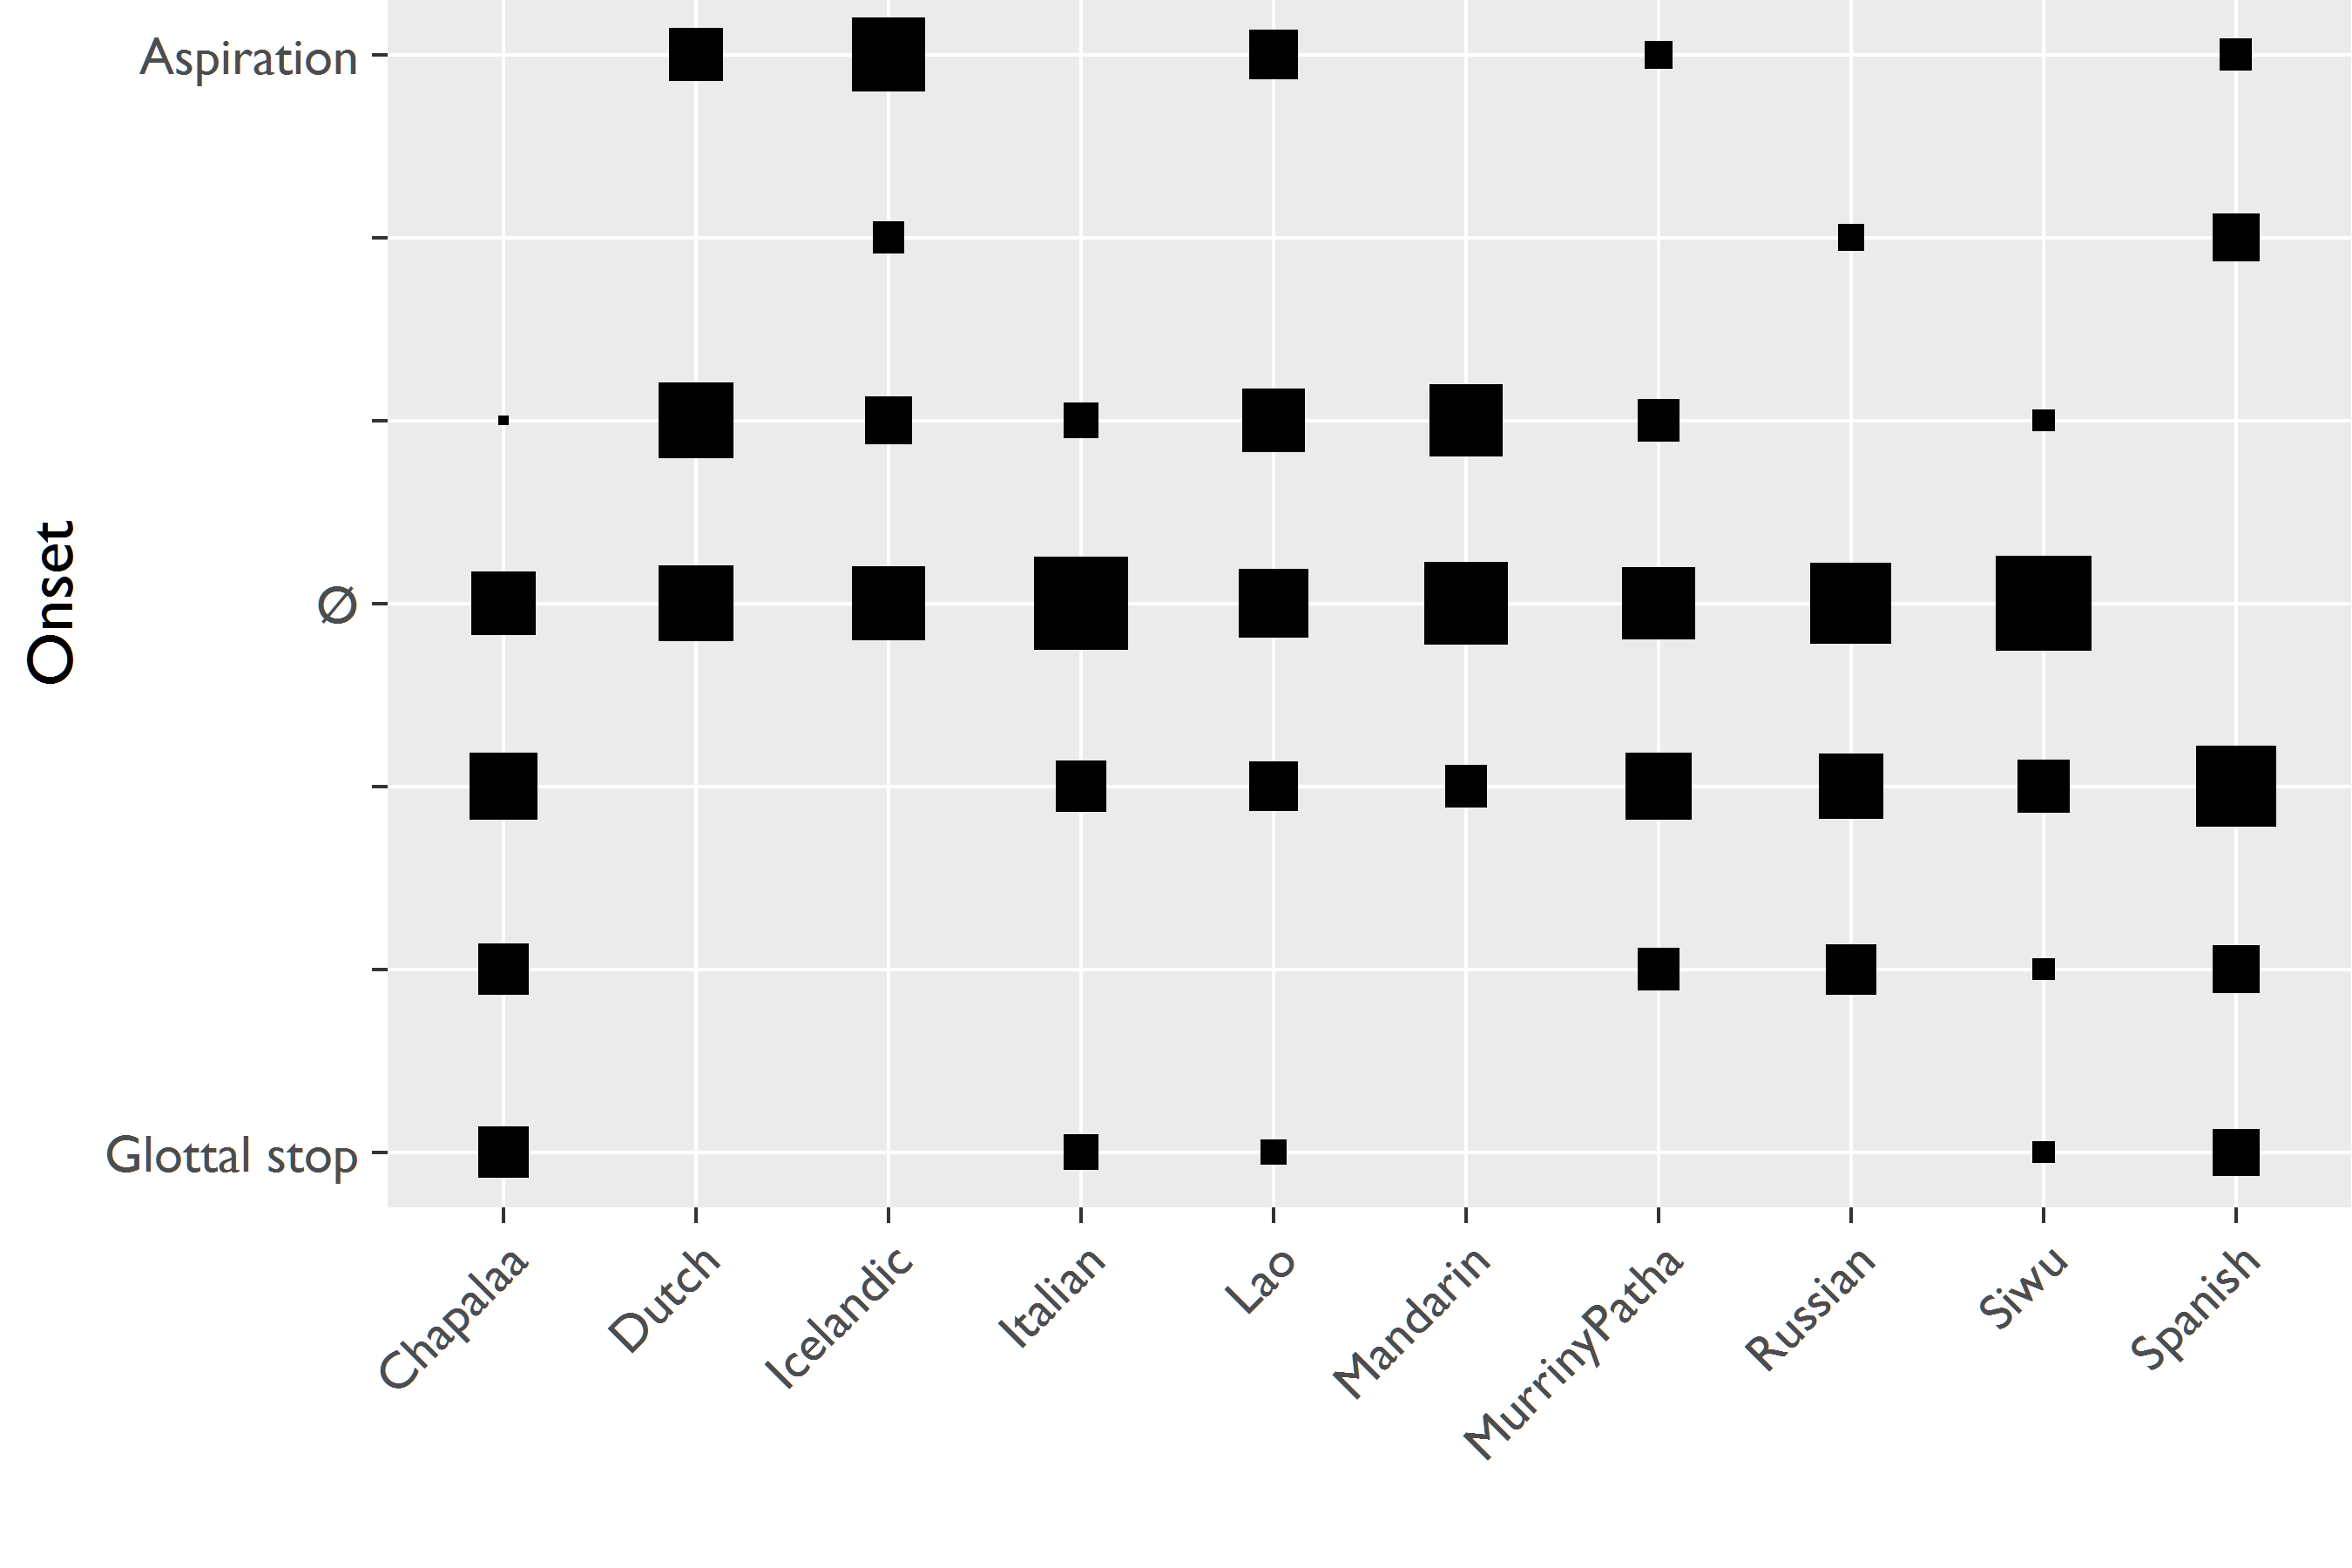 Aspiration
Ø
Glottal stop
Onset
Chapalaa
Dutch
Icelandic
Italian
Lao
Mandarin
MurrinyPatha
Russian
Siwu
Spanish